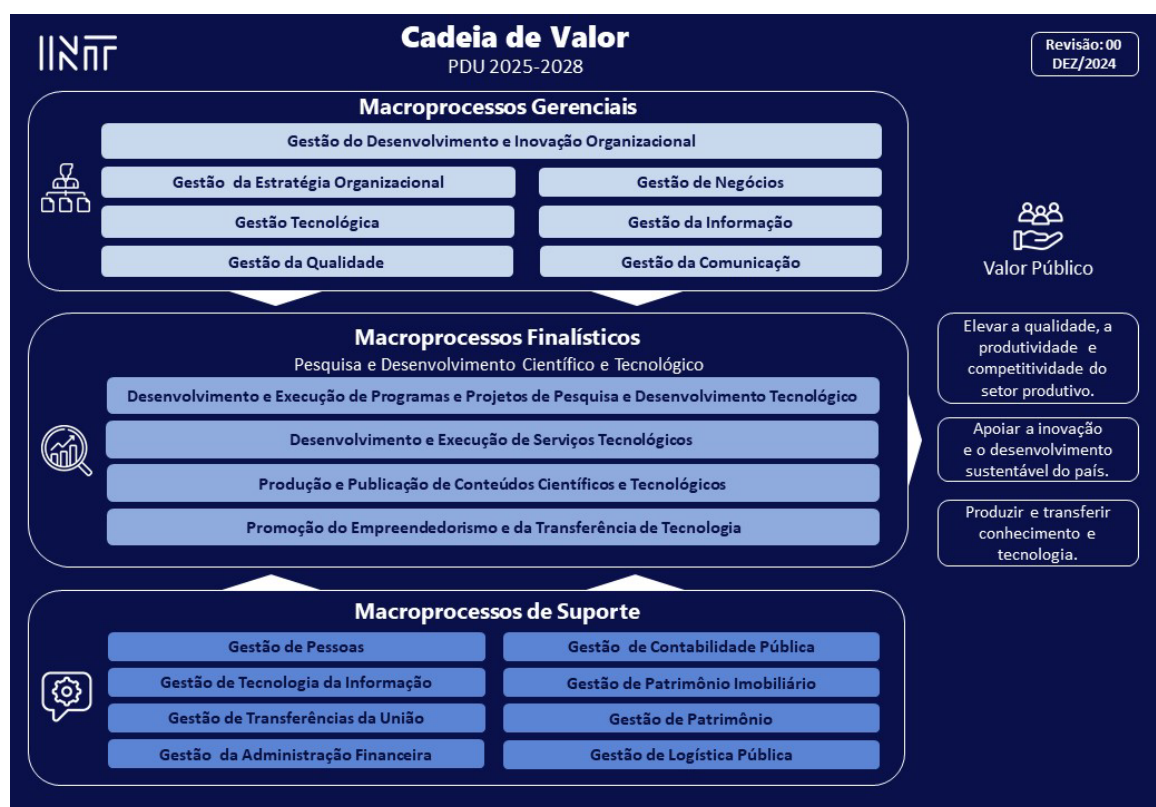 INT
Cadeia de Valor
PDU 2025-2028
Revisão: 00
DEZ/2024
Macroprocessos Gerenciais
Gestão do Desenvolvimento e Inovação Organizacional
Gestão da Estratégia Organizacional
Gestão de Negócios
Gestão Tecnológica
Gestão da Informação
Gestão da Qualidade
Gestão da Comunicação
Macroprocessos Finalísticos
Pesquisa e Desenvolvimento Científico e Tecnológico
Desenvolvimento e Execução de Programas e Projetos de Pesquisa e Desenvolvimento Tecnológico
Desenvolvimento e Execução de Serviços Tecnológicos
Produção e Publicação de Conteúdos Científicos e Tecnológicos
Promoção do Empreendedorismo e da Transferência de Tecnologia
Macroprocessos de Suporte
Gestão de Pessoas
Gestão de Contabilidade Pública
Gestão de Tecnologia da Informação
Gestão de Patrimônio Imobiliário
Gestão de Transferências da União
Gestão de Patrimônio
Gestão da Administração Financeira
Gestão de Logística Pública
Valor Público
Elevar a qualidade, a
produtividade e
competitividade do
setor produtivo.
Apoiar a inovação
e o desenvolvimento
sustentável do país.
Produzir e transferir
conhecimento e
tecnologia.